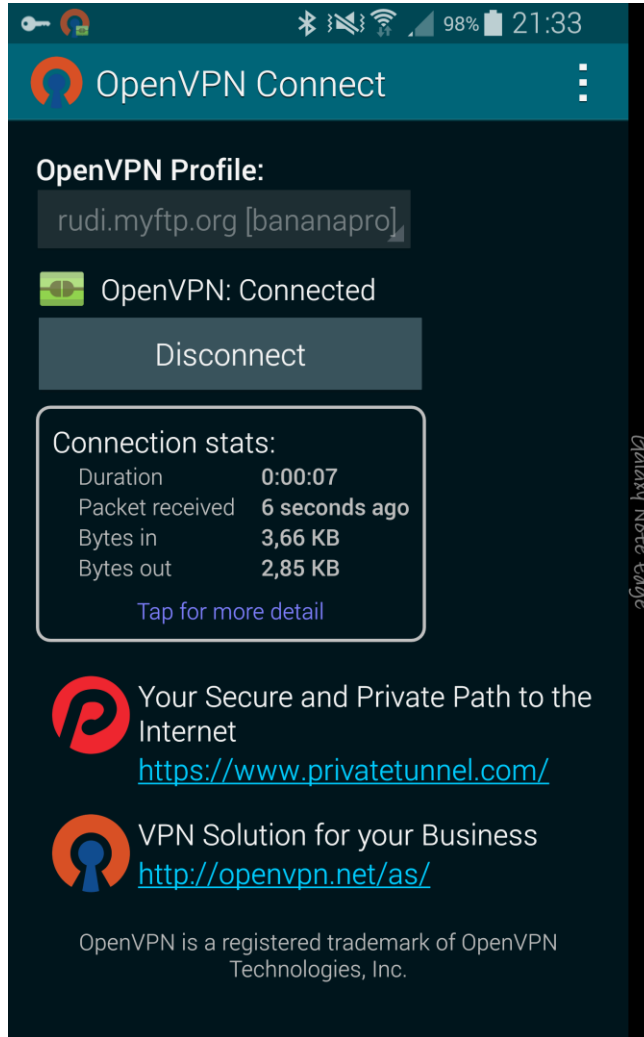 98% 21:33
OpenVPN Connect
OpenVPN Profile:
rudi.myftp.org [bananapro]
OpenVPN: Connected
Disconnect
Connection stats:
Duration 0:00:07
Packet received 6 seconds ago
Bytes in 3,66 KB
Bytes out 2,85 KB
Tap for more detail
Your Secure and Private Path to the
Internet
https://www.privatetunnel.com/
VPN Solution for your Business
http://openvpn.net/as/
OpenVPN is a registered trademark of OpenVPN
Technologies, Inc.
Galaxy Note Edge